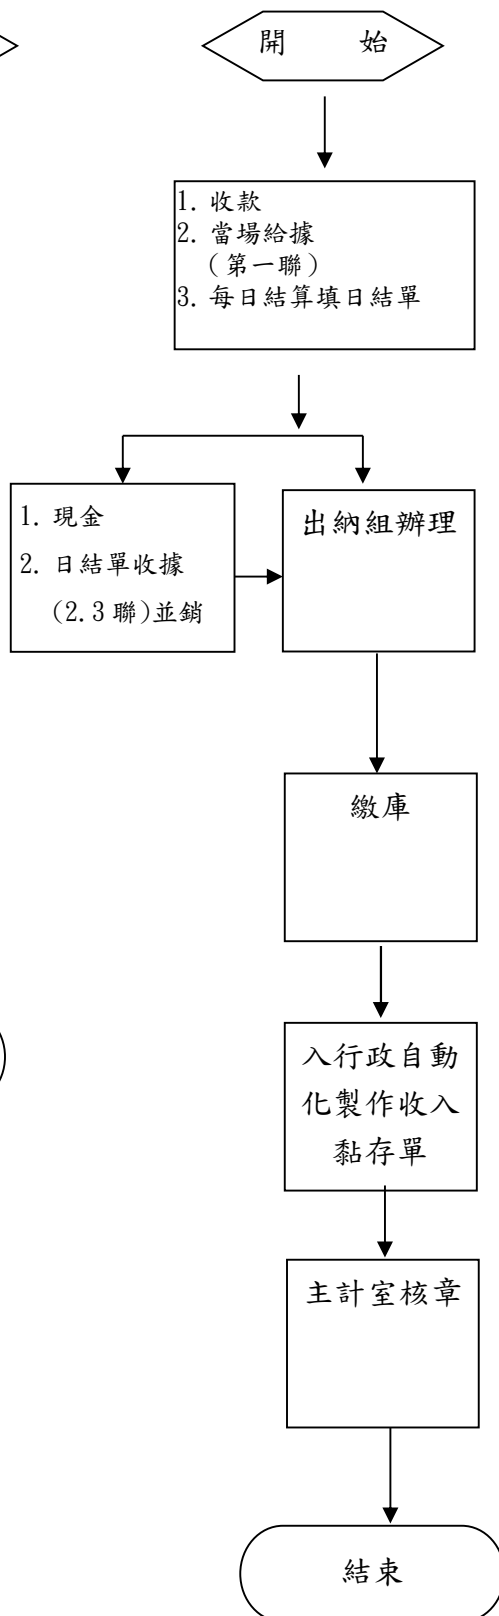 開 始
1. 收款
2. 當場給據
（第一聯）
3. 每日結算填日結單
1. 現金
2. 日結單收據
(2.3 聯)並銷
出納組辦理
繳庫
入行政自動
化製作收入
黏存單
主計室核章
結束